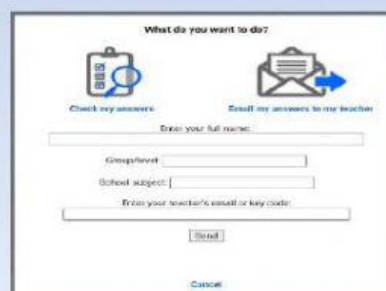 What do you want to do?
Check my answers
Email my answers to my teacher
Enter your full name:
Group/level:
School subject:
Enter your teacher's email or key code:
Send
Cancel